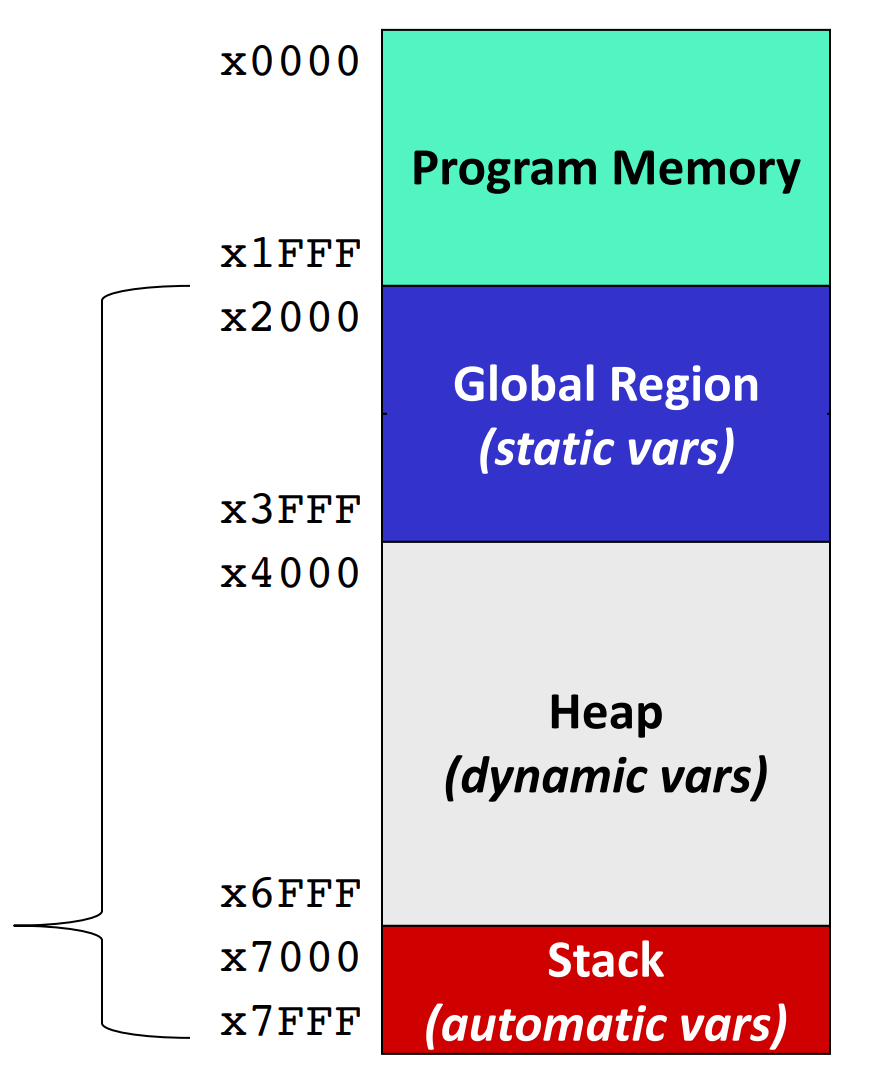 x0000
Program Memory
x1FFF
x2000
Global Region
(static vars)
x3FFF
x4000
Heap
(dynamic vars)
x6FFF
x7000
Stack
x7FFF
(automatic vars)